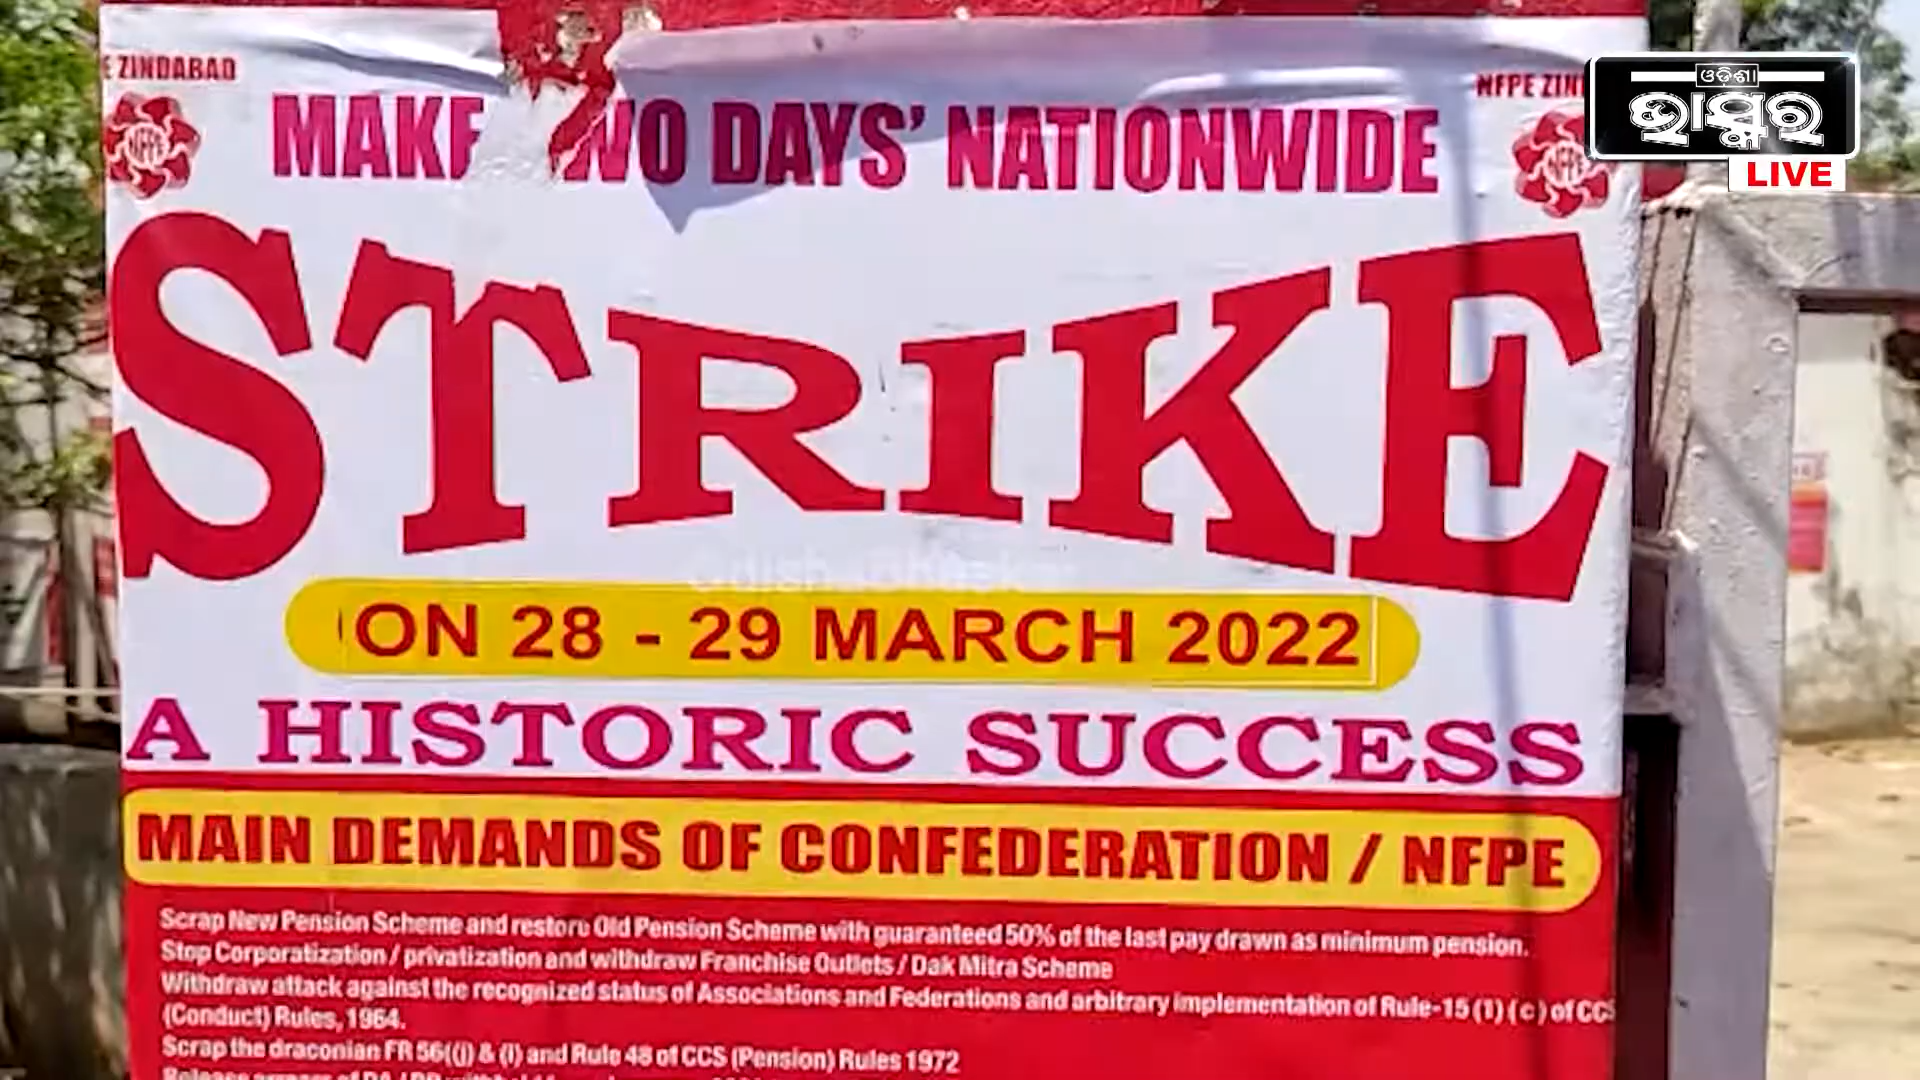 E ZINDABAD
NFPE ZIN
ଓଡ଼ିଶା
ଭାସ୍କର
LIVE
NFPE
NFPE
MAKE TWO DAYS' NATIONWIDE
STRIKE
ON 28 - 29 MARCH 2022
A HISTORIC SUCCESS
MAIN DEMANDS OF CONFEDERATION / NFPE
Scrap New Pension Scheme and restore Old Pension Scheme with guaranteed 50% of the last pay drawn as minimum pension.
Stop Corporatization / privatization and withdraw Franchise Outlets / Dak Mitra Scheme
Withdraw attack against the recognized status of Associations and Federations and arbitrary implementation of Rule-15 (1) (c) of CCS
(Conduct) Rules, 1964.
Scrap the draconian FR 56((j) & (l) and Rule 48 of CCS (Pension) Rules 1972